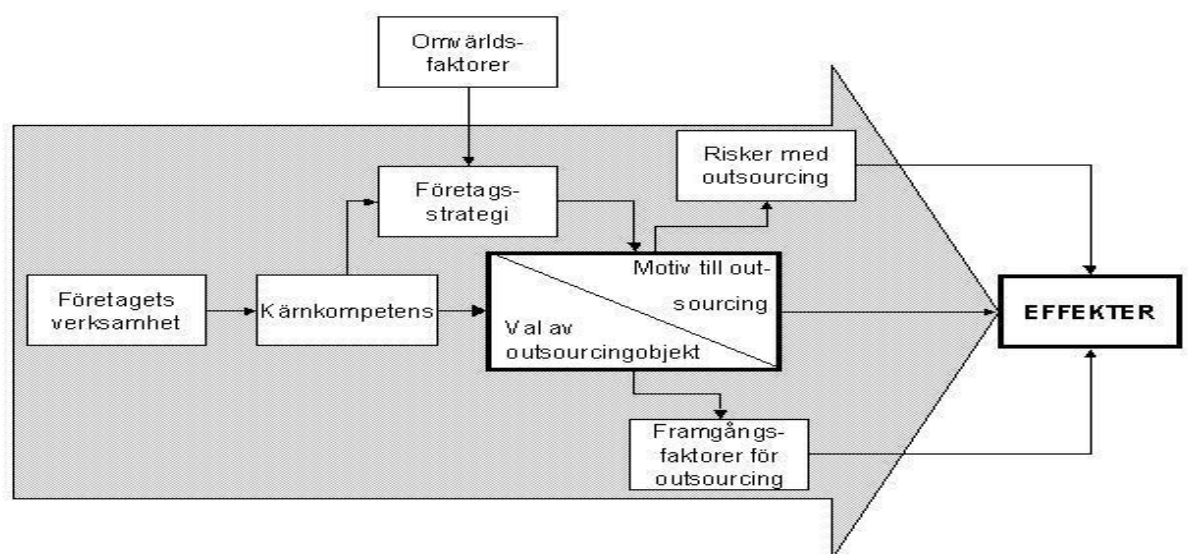 Omvärlds-
faktorer
Risker med
outsourcing
Företags-
strategi
Motiv till out-
sourcing
Företagets
verksamhet
Kärnkompetens
Val av
outsourcingobjekt
EFFEKTER
Framgångs-
faktorer för
outsourcing